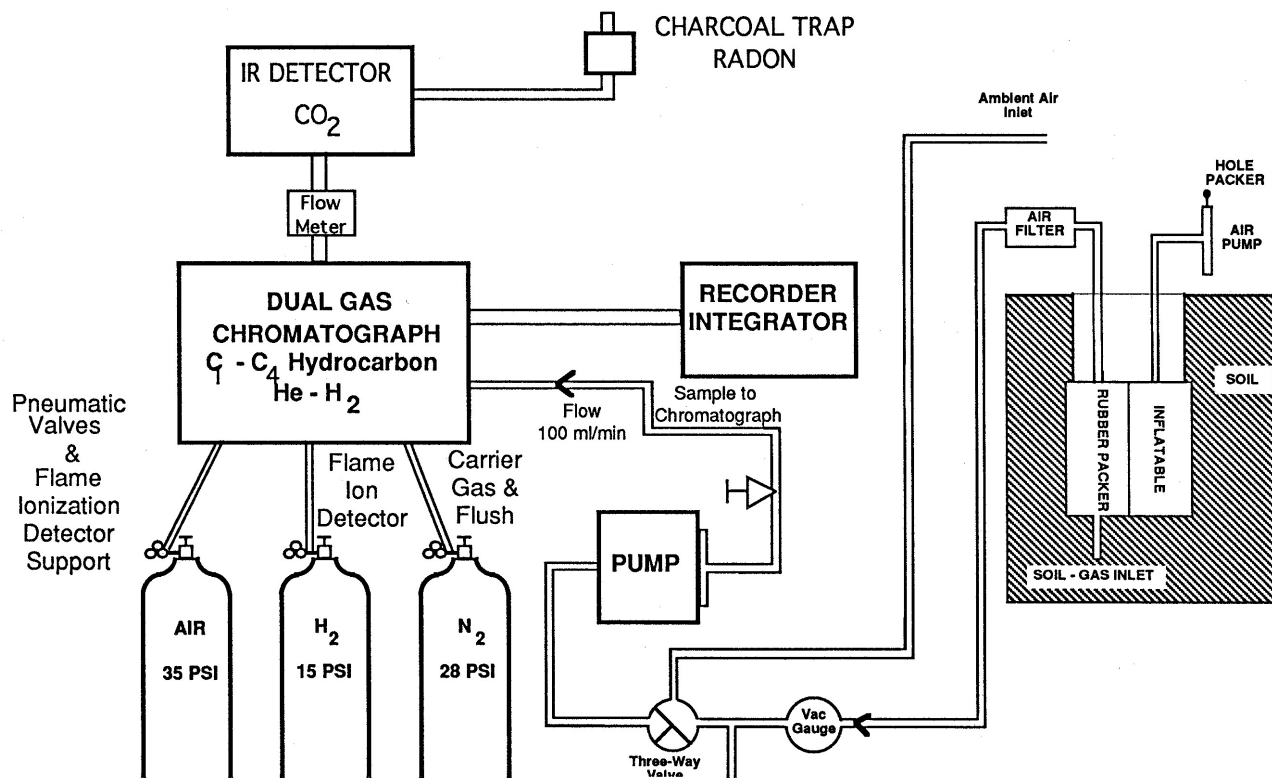 CHARCOAL TRAP
RADON
IR DETECTOR
CO2
Ambient Air
Inlet
HOLE
PACKER
Flow
Meter
AIR
FILTER
AIR
PUMP
DUAL GAS
CHROMATOGRAPH
C1 - C4 Hydrocarbon
He - H2
RECORDER
INTEGRATOR
SOIL
Sample to
Chromatograph
Flow
100 ml/min
RUBBER PACKER
INFLATABLE
Pneumatic
Valves
&
Flame
Ionization
Detector
Support
Flame
Ion
Detector
Carrier
Gas &
Flush
PUMP
SOIL - GAS INLET
AIR
35 PSI
H2
15 PSI
N2
28 PSI
Vac
Gauge
Three-Way
Valve